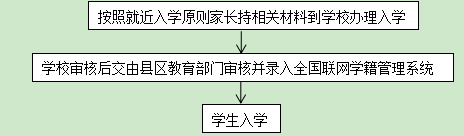 按照就近入学原则家长持相关材料到学校办理入学
学校审核后交由县区教育部门审核并录入全国联网学籍管理系统
学生入学